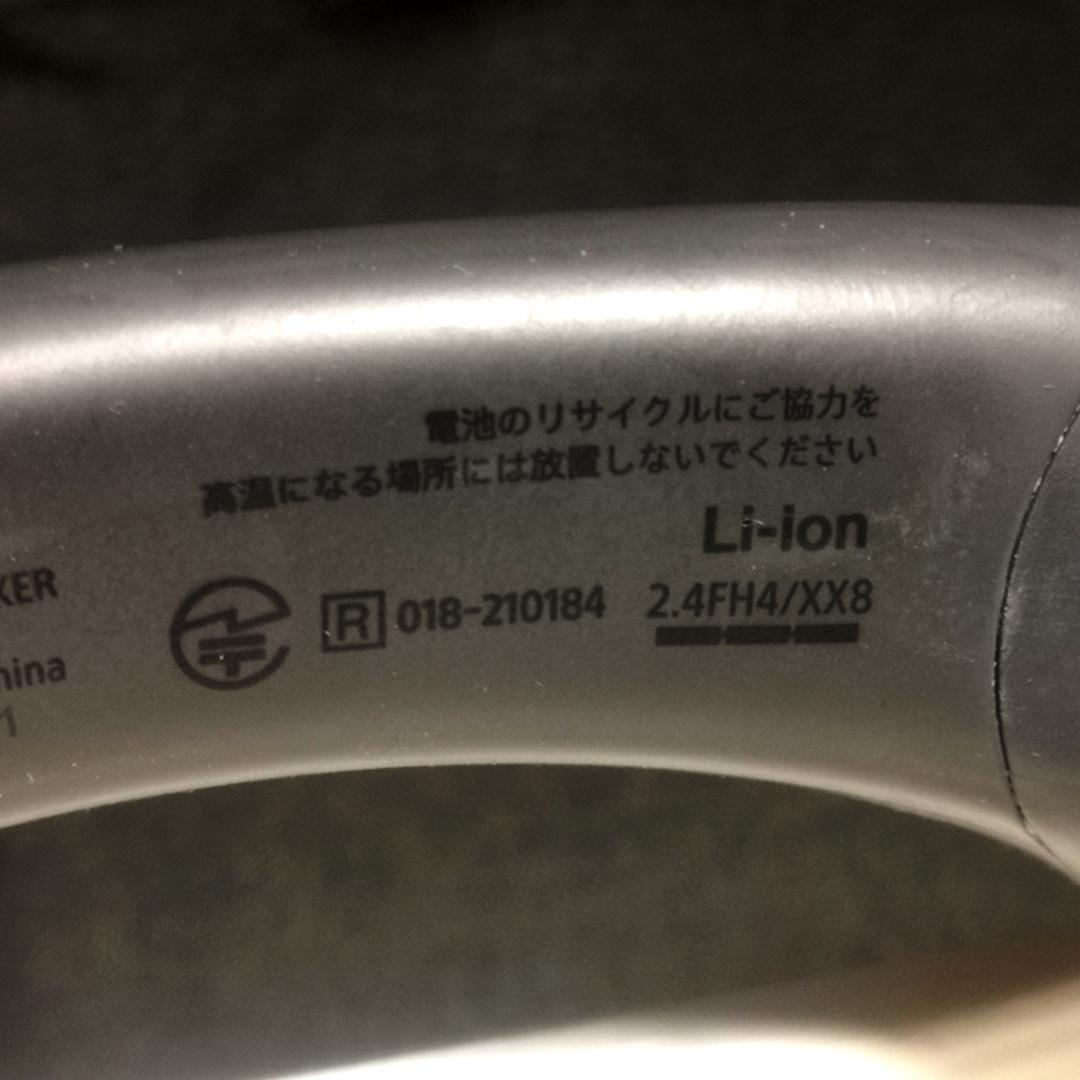 電池のリサイクルにご協力を
高温になる場所には放置しないでください
Li-ion
KER
R 018-210184 2.4FH4/XX8
hina
1